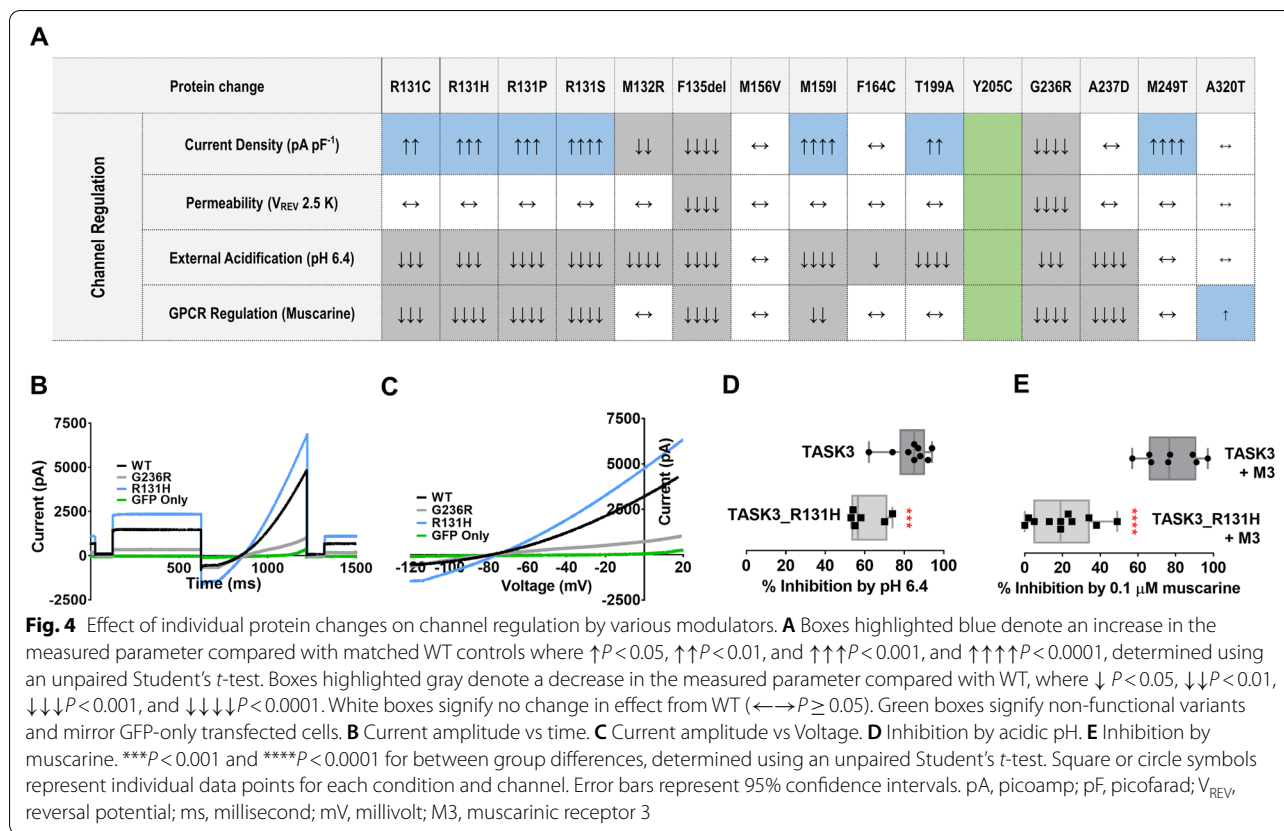 A
Protein change R131C R131H R131P R131S M132R F135del M156V M159I F164C T199A Y205C G236R A237D M249T A320T
Channel Regulation
Current Density (pA pF⁻¹) ↑↑ ↑↑↑ ↑↑↑ ↑↑↑↑ ↓↓ ↓↓↓↓ ↔ ↑↑↑↑ ↔ ↑↑ ↓↓↓↓ ↔ ↑↑↑↑ ↔
Permeability (VREV 2.5 K) ↔ ↔ ↔ ↔ ↔ ↓↓↓↓ ↔ ↔ ↔ ↔ ↓↓↓↓ ↔ ↔ ↔
External Acidification (pH 6.4) ↓↓↓ ↓↓↓ ↓↓↓↓ ↓↓↓↓ ↓↓↓↓ ↓↓↓↓ ↔ ↓↓↓↓ ↓ ↓↓↓↓ ↓↓↓ ↓↓↓↓ ↔ ↔
GPCR Regulation (Muscarine) ↓↓↓ ↓↓↓↓ ↓↓↓↓ ↓↓↓↓ ↔ ↓↓↓↓ ↔ ↓↓ ↔ ↔ ↓↓↓↓ ↓↓↓↓ ↔ ↑
B
Current (pA)
7500
5000
2500
0
-2500
WT
G236R
R131H
GFP Only
500 1000 1500
Time (ms)
C
WT
G236R
R131H
GFP Only
7500
5000
2500
0
-2500
Current (pA)
-120 -100 -80 -60 -40 -20 20
Voltage (mV)
D
TASK3
TASK3_R131H
***
0 20 40 60 80 100
% Inhibition by pH 6.4
E
TASK3
+ M3
TASK3_R131H
+ M3
****
0 20 40 60 80 100
% Inhibition by 0.1 μM muscarine
Fig. 4 Effect of individual protein changes on channel regulation by various modulators. A Boxes highlighted blue denote an increase in the
measured parameter compared with matched WT controls where ↑P < 0.05, ↑↑P < 0.01, and ↑↑↑P < 0.001, and ↑↑↑↑P < 0.0001, determined using
an unpaired Student's t-test. Boxes highlighted gray denote a decrease in the measured parameter compared with WT, where ↓ P < 0.05, ↓↓P < 0.01,
↓↓↓P < 0.001, and ↓↓↓↓P < 0.0001. White boxes signify no change in effect from WT (←→P ≥ 0.05). Green boxes signify non-functional variants
and mirror GFP-only transfected cells. B Current amplitude vs time. C Current amplitude vs Voltage. D Inhibition by acidic pH. E Inhibition by
muscarine. ***P < 0.001 and ****P < 0.0001 for between group differences, determined using an unpaired Student's t-test. Square or circle symbols
represent individual data points for each condition and channel. Error bars represent 95% confidence intervals. pA, picoamp; pF, picofarad; VREV,
reversal potential; ms, millisecond; mV, millivolt; M3, muscarinic receptor 3